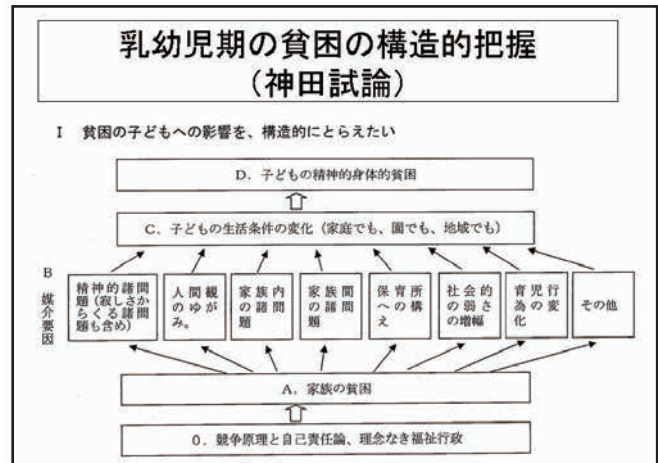 乳幼児期の貧困の構造的把握
（神田試論）
Ⅰ　貧困の子どもへの影響を、構造的にとらえたい
D．子どもの精神的身体的貧困
C．子どもの生活条件の変化（家庭でも、園でも、地域でも）
B
媒介要因
精神的諸問
題（寂しさか
らくる諸問
題も含め）
人間観
のゆが
み。
家族内
の諸問
題
家族間
の諸問
題
保育所
への構
え
社会的
の弱さ
の増幅
育児行
為の変
化
その他
A．家族の貧困
0．競争原理と自己責任論、理念なき福祉行政